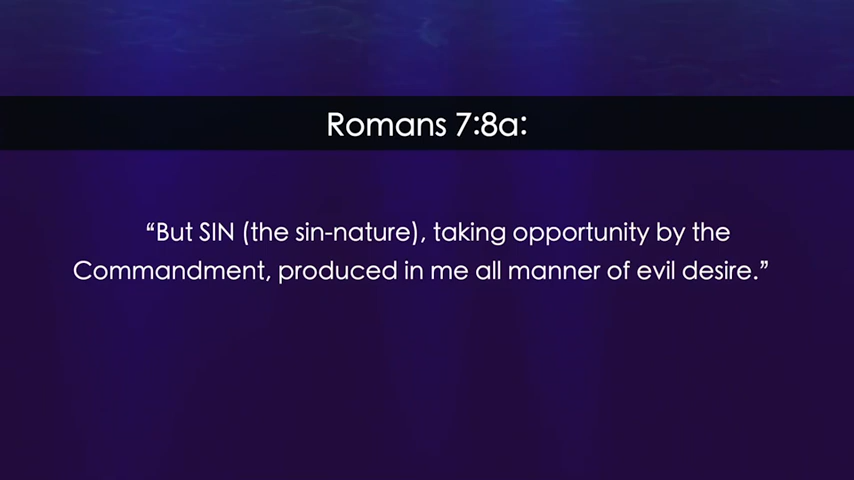 Romans 7:8a:
“But SIN (the sin-nature), taking opportunity by the
Commandment, produced in me all manner of evil desire.”